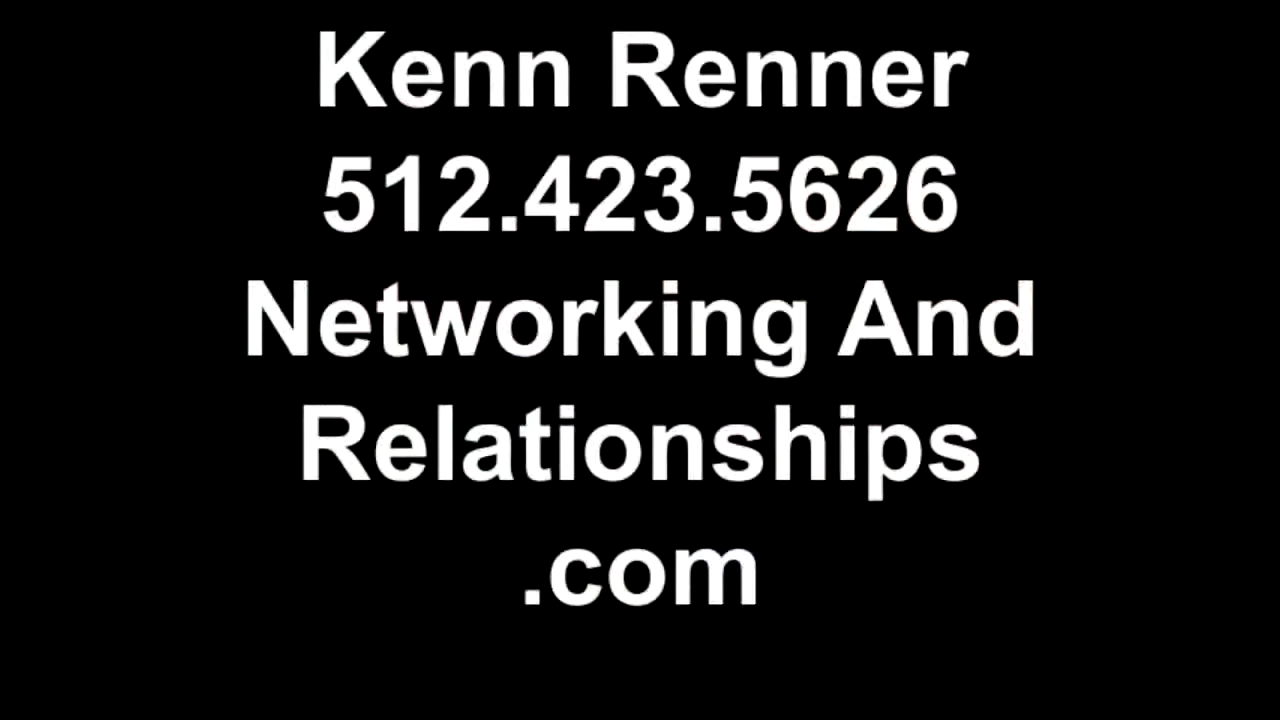 Kenn Renner
512.423.5626
Networking And
Relationships
.com